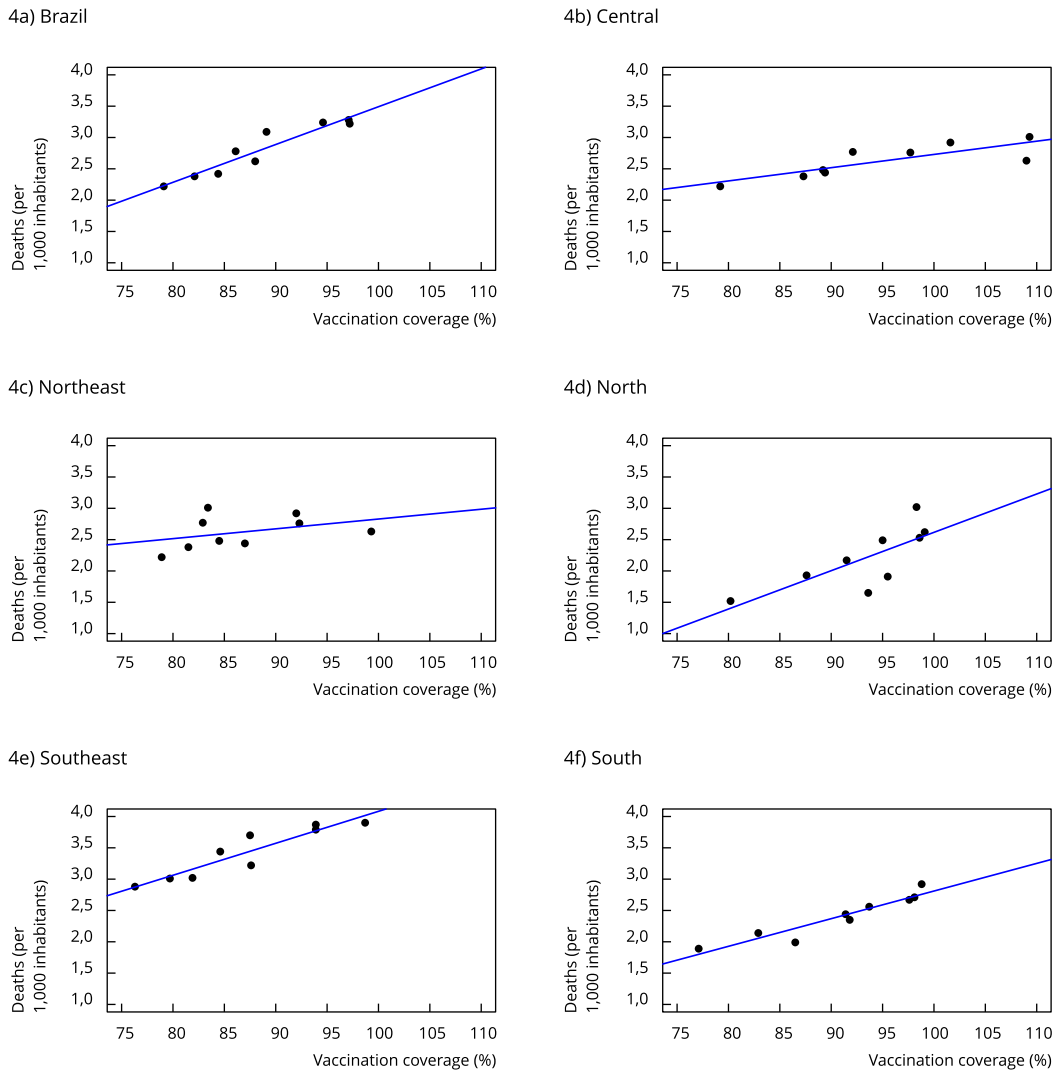 4a) Brazil
4,0
3,5
3,0
2,5
2,0
1,5
1,0
Deaths (per
1,000 inhabitants)
75 80 85 90 95 100 105 110
Vaccination coverage (%)
4b) Central
4,0
3,5
3,0
2,5
2,0
1,5
1,0
Deaths (per
1,000 inhabitants)
75 80 85 90 95 100 105 110
Vaccination coverage (%)
4c) Northeast
4,0
3,5
3,0
2,5
2,0
1,5
1,0
Deaths (per
1,000 inhabitants)
75 80 85 90 95 100 105 110
Vaccination coverage (%)
4d) North
4,0
3,5
3,0
2,5
2,0
1,5
1,0
Deaths (per
1,000 inhabitants)
75 80 85 90 95 100 105 110
Vaccination coverage (%)
4e) Southeast
4,0
3,5
3,0
2,5
2,0
1,5
1,0
Deaths (per
1,000 inhabitants)
75 80 85 90 95 100 105 110
Vaccination coverage (%)
4f) South
4,0
3,5
3,0
2,5
2,0
1,5
1,0
Deaths (per
1,000 inhabitants)
75 80 85 90 95 100 105 110
Vaccination coverage (%)